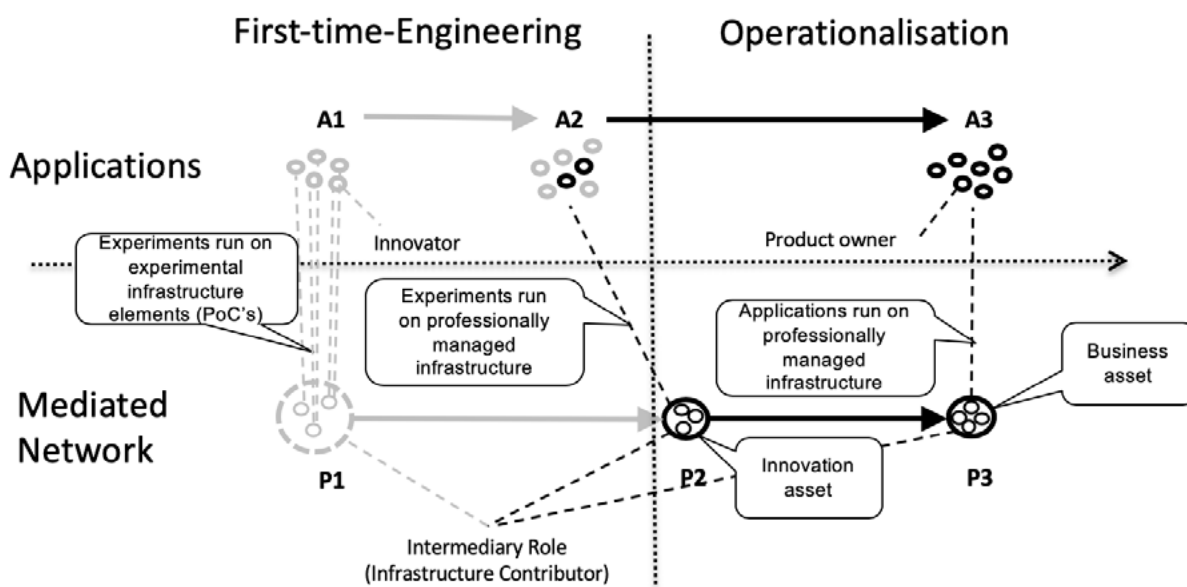 First-time-Engineering
Operationalisation
A1
A2
A3
Applications
Innovator
Product owner
Experiments run on
experimental
infrastructure
elements (PoC's)
Experiments run
on professionally
managed
infrastructure
Applications run on
professionally
managed
infrastructure
Business
asset
Mediated
Network
P1
P2
P3
Innovation
asset
Intermediary Role
(Infrastructure Contributor)